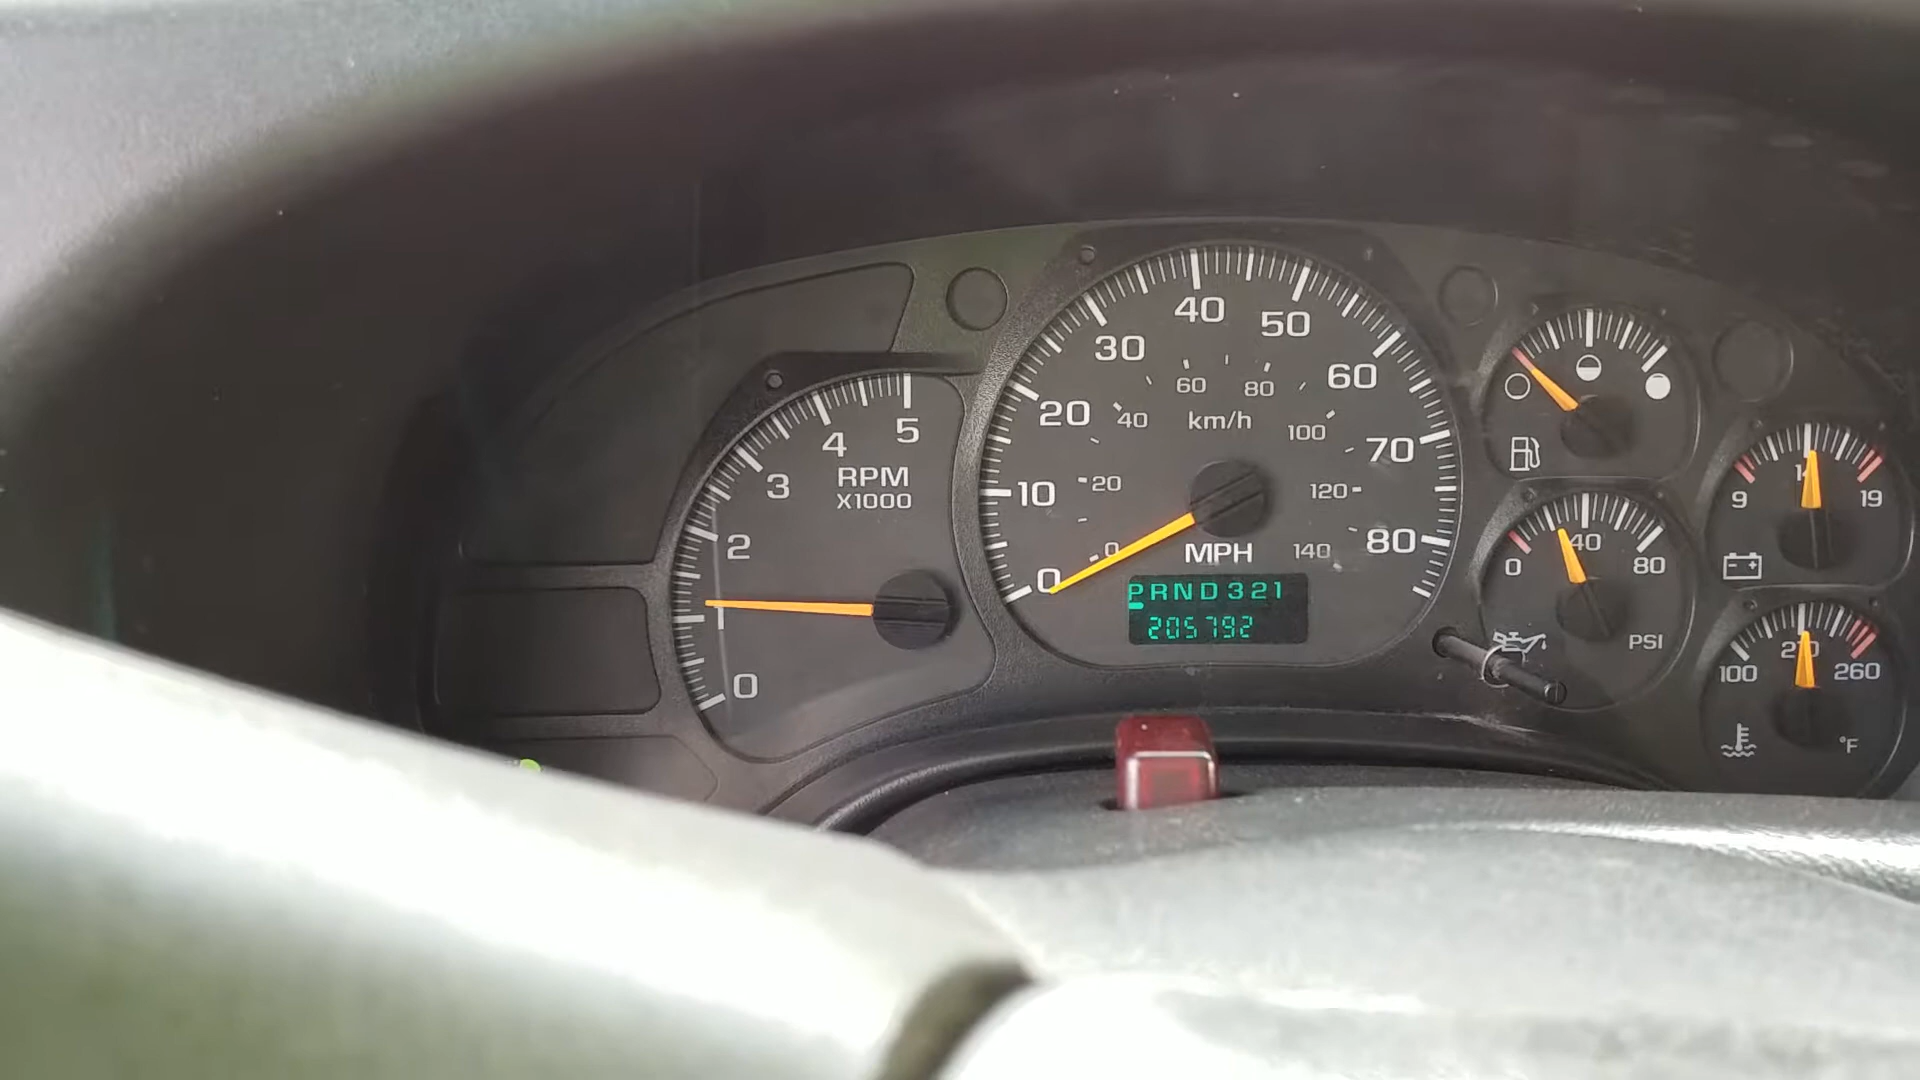 0 1 2 3 4 5
RPM
X1000
0 10 20 30 40 50 60 70 80
0 20 40 60 80 100 120 140
km/h
MPH
PRND321
205792
9 19
0 40 80
PSI
100 210 260
°F